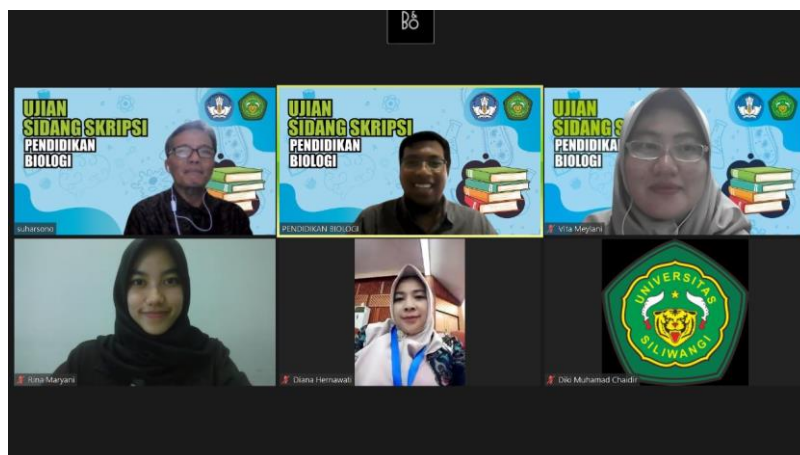 B&O
UJIAN
SIDANG SKRIPSI
PENDIDIKAN
BIOLOGI
suharsono
UJIAN
SIDANG SKRIPSI
PENDIDIKAN
BIOLOGI
PENDIDIKAN BIOLOGI
UJIAN
SIDANG S
PENDIDIKA
BIOLOGI
Vita Meylani
Rina Maryani
Diana Hernawati
UNIVERSITAS
SILIWANGI
Diki Muhamad Chaidir